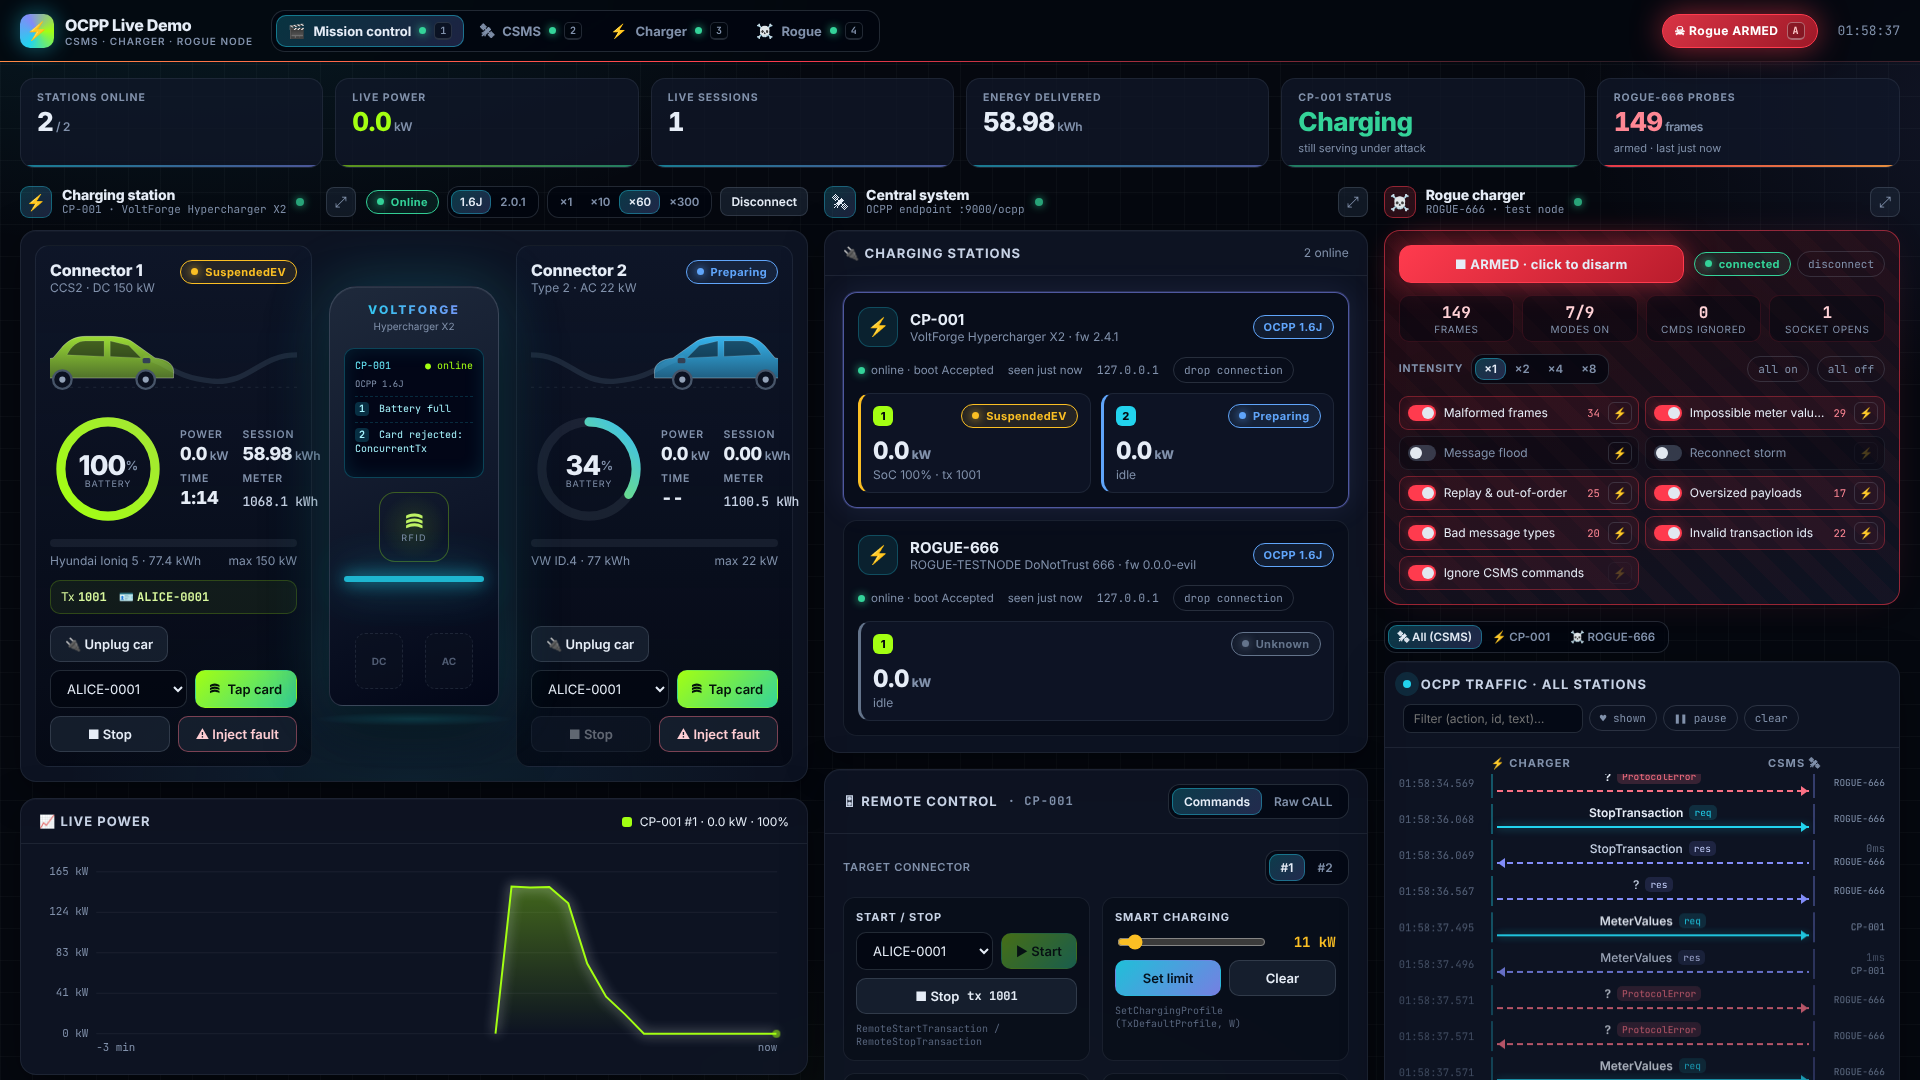 OCPP Live Demo
CSMS · CHARGER · ROGUE NODE
Mission control 1
CSMS 2
Charger 3
Rogue 4
Rogue ARMED A
01:58:37
STATIONS ONLINE
2 / 2
LIVE POWER
0.0 kW
LIVE SESSIONS
1
ENERGY DELIVERED
58.98 kWh
CP-001 STATUS
Charging
still serving under attack
ROGUE-666 PROBES
149 frames
armed · last just now
Charging station
CP-001 · VoltForge Hypercharger X2
Online
1.6J 2.0.1
×1 ×10 ×60 ×300
Disconnect
Connector 1
CCS2 · DC 150 kW
SuspendedEV
100%
BATTERY
POWER
0.0 kW
SESSION
58.98 kWh
TIME
1:14
METER
1068.1 kWh
Hyundai Ioniq 5 · 77.4 kWh
max 150 kW
Tx 1001 ALICE-0001
Unplug car
ALICE-0001
Tap card
Stop
Inject fault
VOLTFORGE
Hypercharger X2
CP-001
online
OCPP 1.6J
1 Battery full
2 Card rejected:
ConcurrentTx
RFID
DC
AC
Connector 2
Type 2 · AC 22 kW
Preparing
34%
BATTERY
POWER
0.0 kW
SESSION
0.00 kWh
TIME
--
METER
1100.5 kWh
VW ID.4 · 77 kWh
max 22 kW
Unplug car
ALICE-0001
Tap card
Stop
Inject fault
LIVE POWER
CP-001 #1 · 0.0 kW · 100%
165 kW
124 kW
83 kW
41 kW
0 kW
-3 min
now
Central system
OCPP endpoint :9000/ocpp
CHARGING STATIONS
2 online
CP-001
VoltForge Hypercharger X2 · fw 2.4.1
OCPP 1.6J
online · boot Accepted seen just now 127.0.0.1 drop connection
1
SuspendedEV
0.0 kW
SoC 100% · tx 1001
2
Preparing
0.0 kW
idle
ROGUE-666
ROGUE-TESTNODE DoNotTrust 666 · fw 0.0.0-evil
OCPP 1.6J
online · boot Accepted seen just now 127.0.0.1 drop connection
1
Unknown
0.0 kW
idle
REMOTE CONTROL · CP-001
Commands
Raw CALL
TARGET CONNECTOR
#1 #2
START / STOP
ALICE-0001
Start
Stop tx 1001
RemoteStartTransaction /
RemoteStopTransaction
SMART CHARGING
11 kW
Set limit
Clear
SetChargingProfile
(TxDefaultProfile, W)
Rogue charger
ROGUE-666 · test node
ARMED · click to disarm
connected
disconnect
149
FRAMES
7/9
MODES ON
0
CMDS IGNORED
1
SOCKET OPENS
INTENSITY
×1 ×2 ×4 ×8
all on
all off
Malformed frames 34
Impossible meter valu... 29
Message flood
Reconnect storm
Replay & out-of-order 25
Oversized payloads 17
Bad message types 20
Invalid transaction ids 22
Ignore CSMS commands
All (CSMS)
CP-001
ROGUE-666
OCPP TRAFFIC · ALL STATIONS
Filter (action, id, text)...
shown
pause
clear
CHARGER
CSMS
01:58:34.569 ? ProtocolError ROGUE-666
01:58:36.068 StopTransaction req ROGUE-666
01:58:36.069 StopTransaction res 0ms ROGUE-666
01:58:36.567 ? res ROGUE-666
01:58:37.495 MeterValues req CP-001
01:58:37.496 MeterValues res 1ms CP-001
01:58:37.571 ? ProtocolError ROGUE-666
01:58:37.571 ? ProtocolError ROGUE-666
01:58:37.571 MeterValues req ROGUE-666